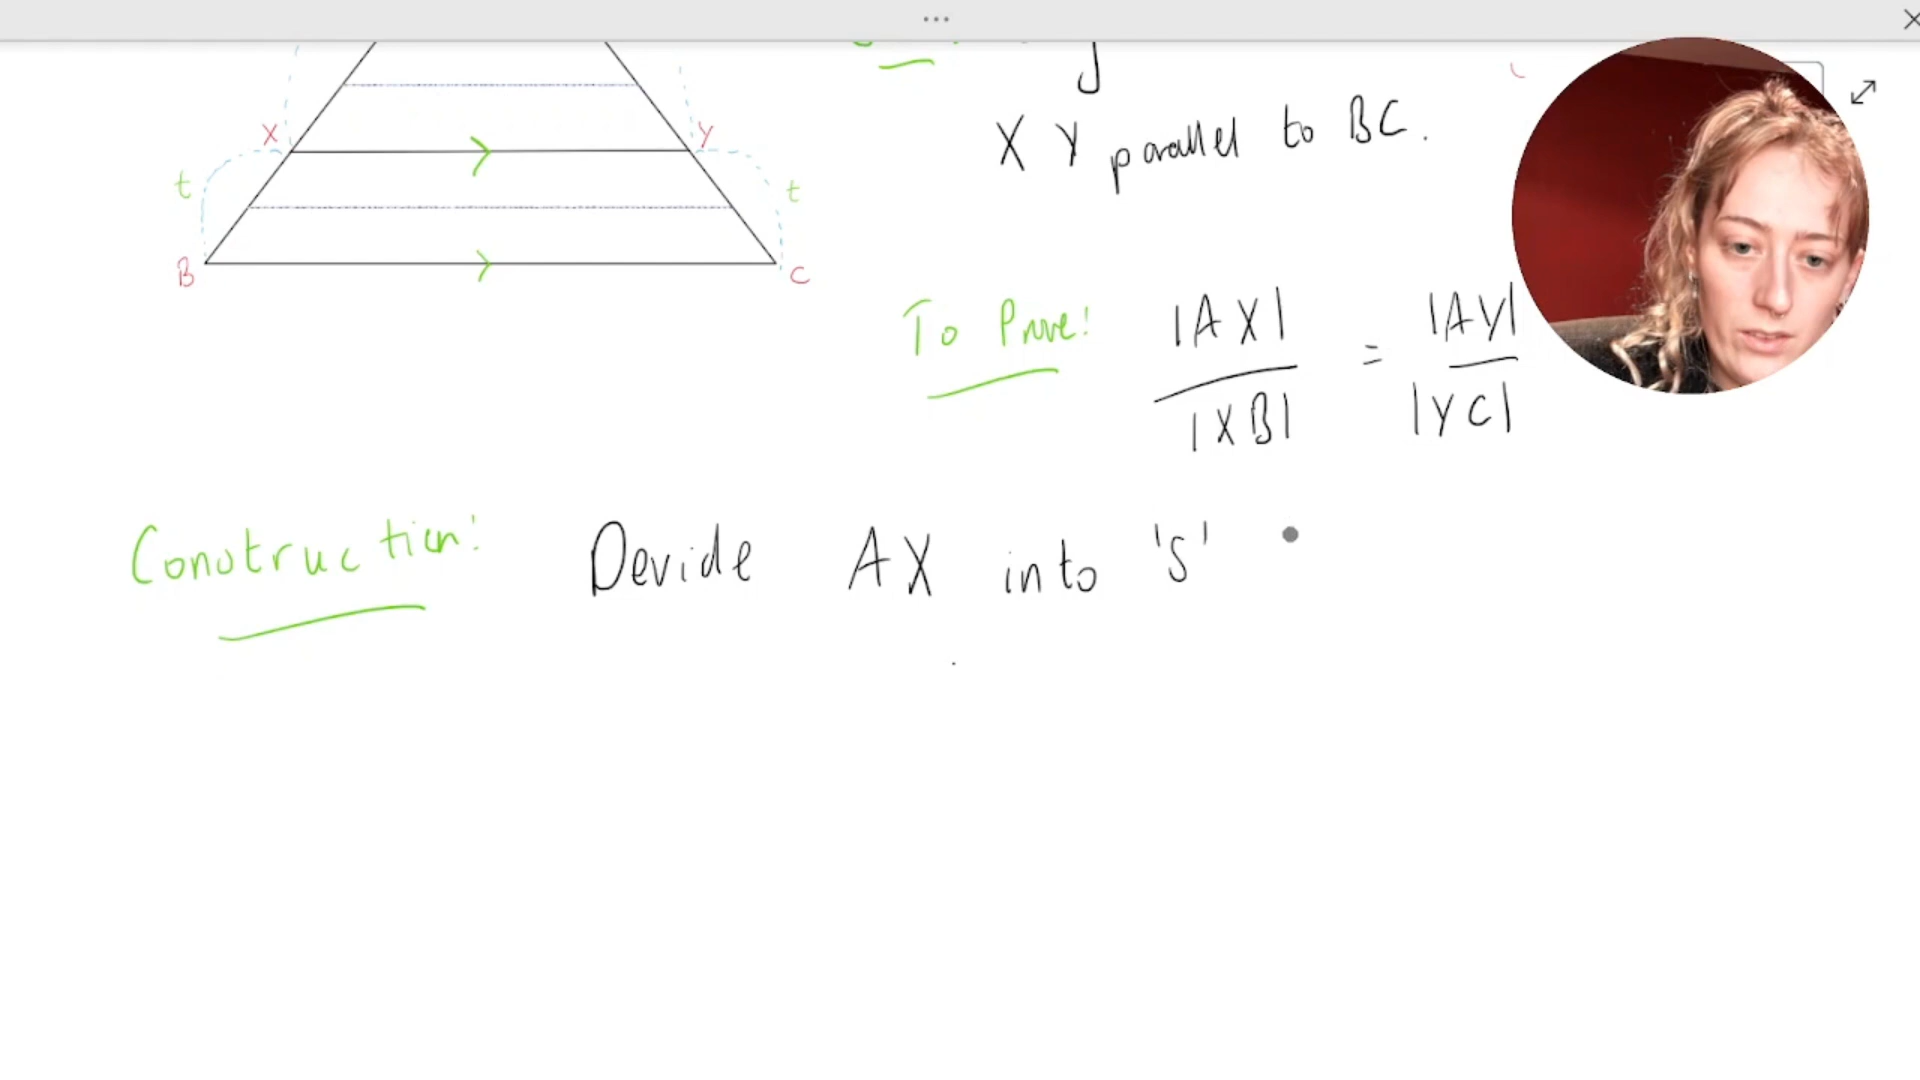 X Y parallel to BC.
X Y
t t
B C
To Prove: |AX| = |AY|
|XB| |YC|
Construction: Devide AX into 's'